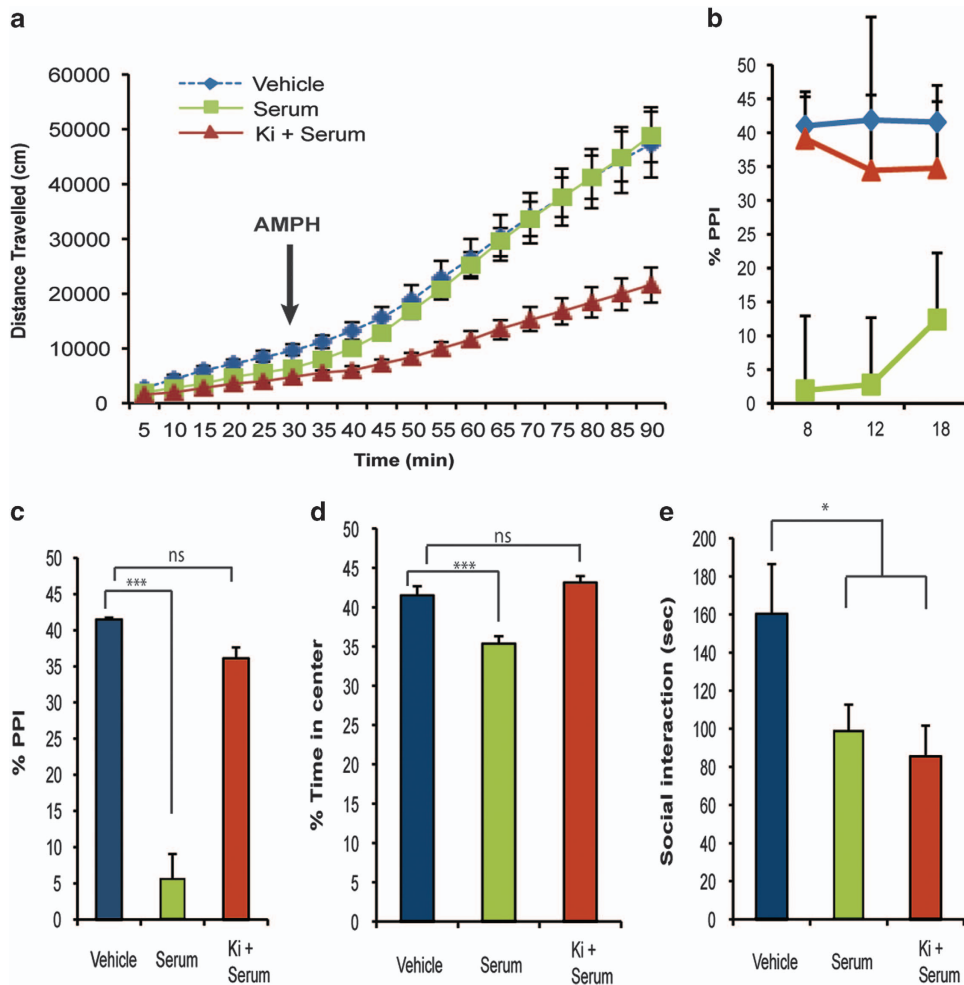 a
60000
50000
40000
30000
20000
10000
0
Distance Travelled (cm)
Vehicle
Serum
Ki + Serum
AMPH
5 10 15 20 25 30 35 40 45 50 55 60 65 70 75 80 85 90
Time (min)
b
50
45
40
35
30
25
20
15
10
5
0
% PPI
8 12 18
c
50
45
40
35
30
25
20
15
10
5
0
% PPI
ns
***
Vehicle Serum Ki +
Serum
d
50
45
40
35
30
25
20
15
10
5
0
% Time in center
ns
***
Vehicle Serum Ki +
Serum
e
200
180
160
140
120
100
80
60
40
20
0
Social interaction (sec)
*
Vehicle Serum Ki +
Serum